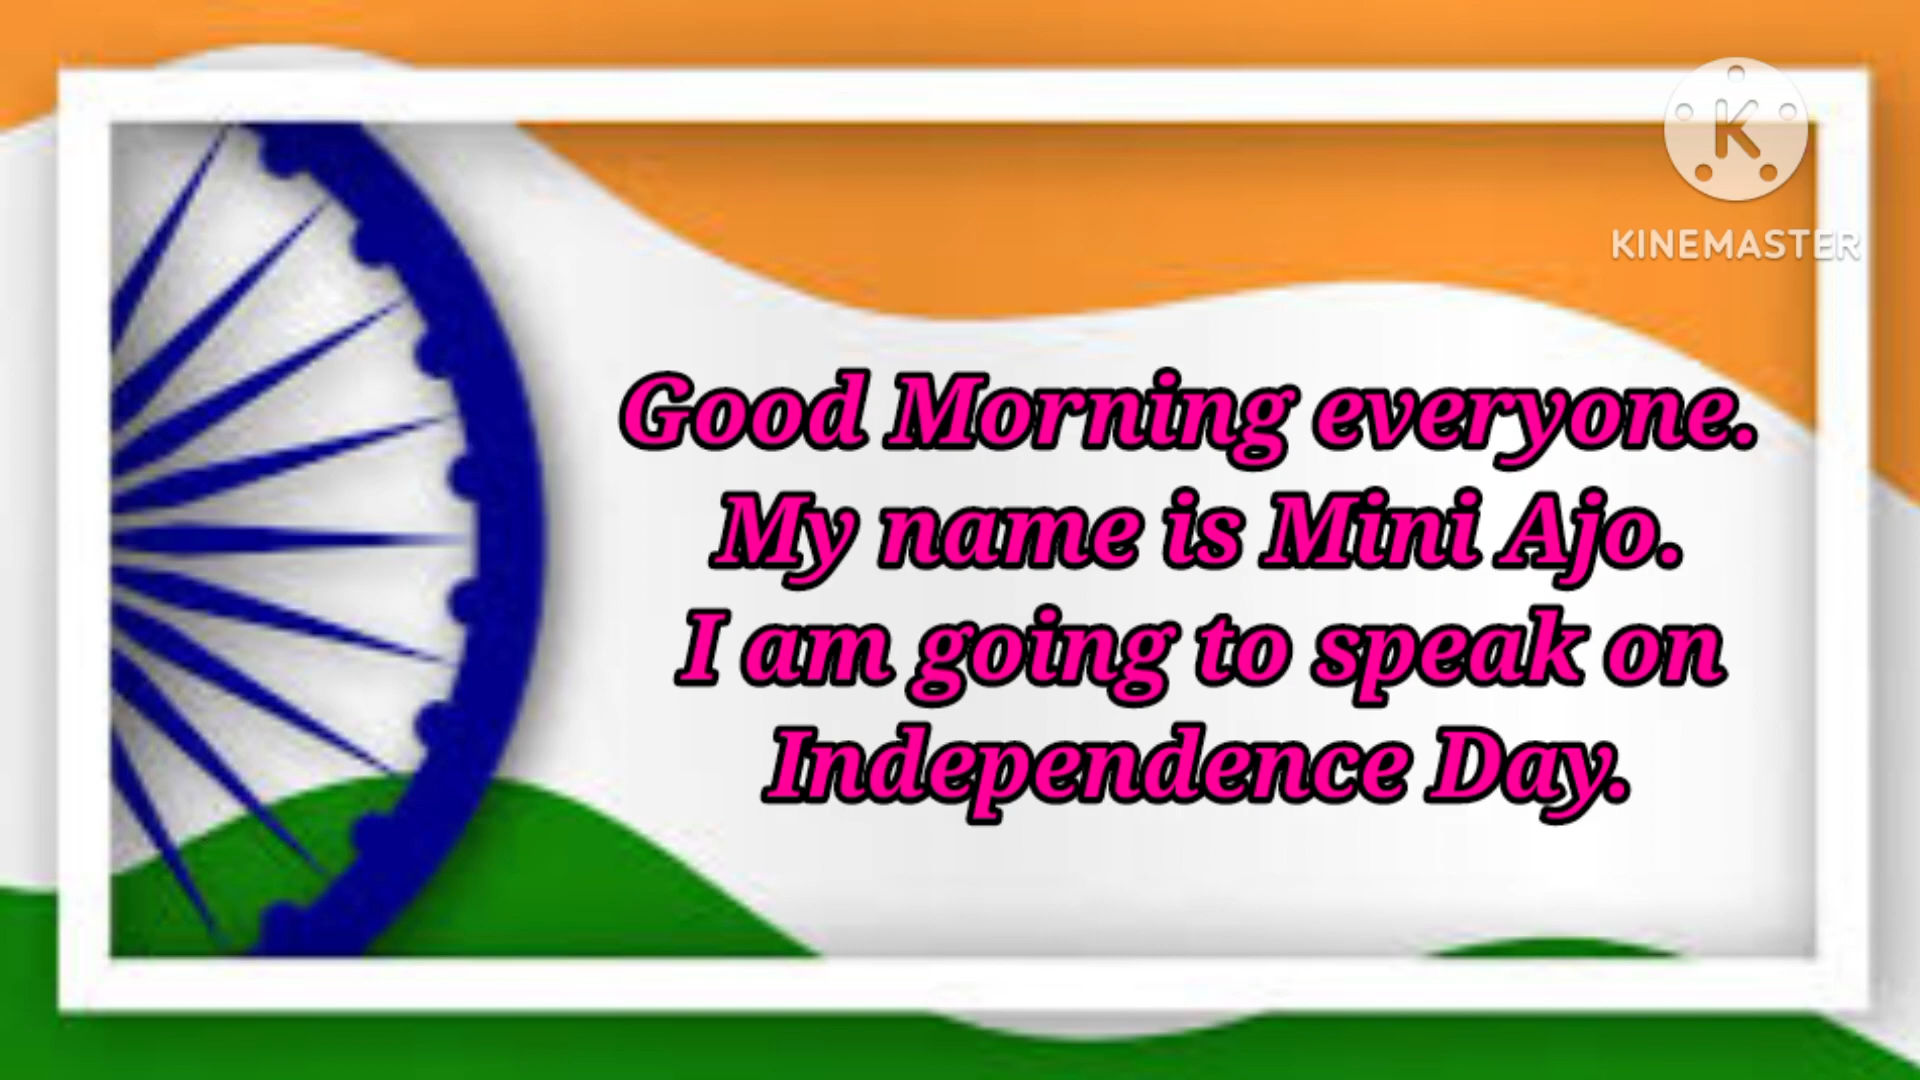 K
KINEMASTER
Good Morning everyone.
My name is Mini Ajo.
I am going to speak on
Independence Day.